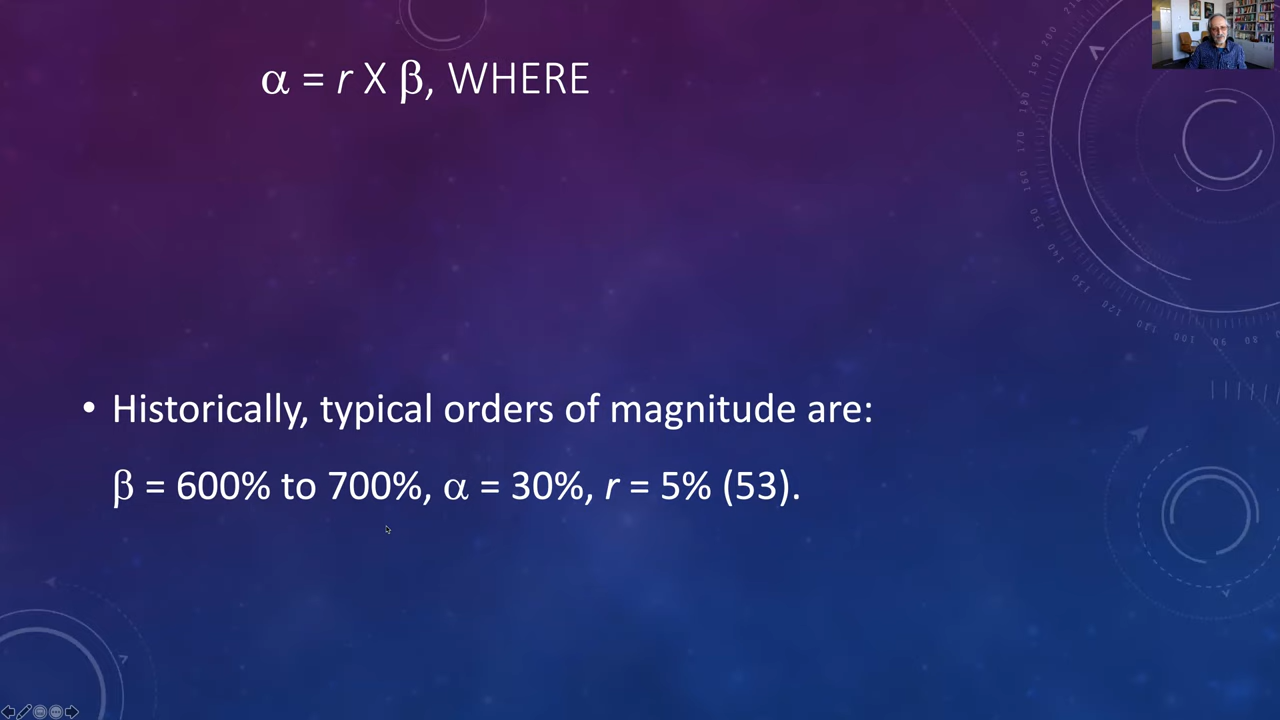 α = r X β, WHERE
• Historically, typical orders of magnitude are:
β = 600% to 700%, α = 30%, r = 5% (53).